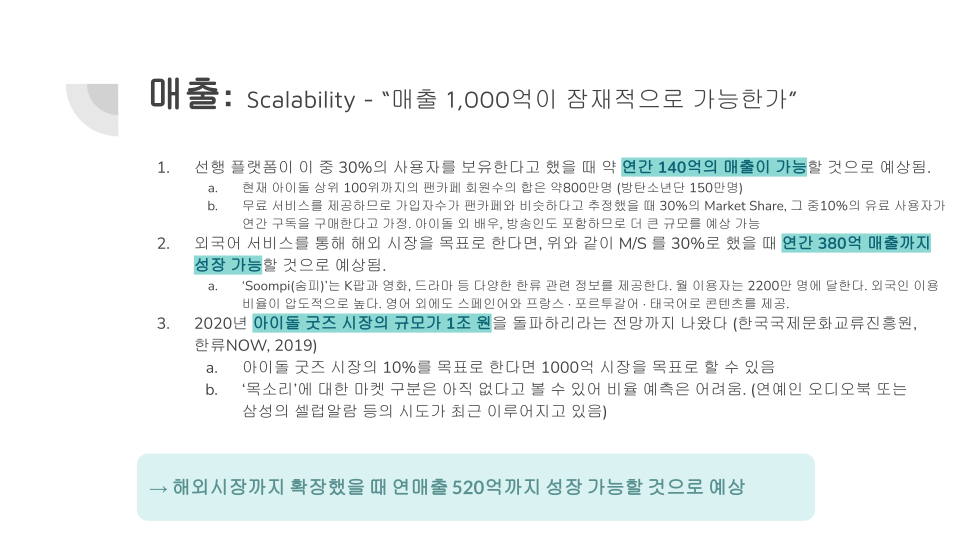 매출: Scalability - “매출 1,000억이 잠재적으로 가능한가”
1. 선행 플랫폼이 이 중 30%의 사용자를 보유한다고 했을 때 약 연간 140억의 매출이 가능할 것으로 예상됨.
a. 현재 아이돌 상위 100위까지의 팬카페 회원수의 합은 약800만명 (방탄소년단 150만명)
b. 무료 서비스를 제공하므로 가입자수가 팬카페와 비슷하다고 추정했을 때 30%의 Market Share, 그 중10%의 유료 사용자가
연간 구독을 구매한다고 가정. 아이돌 외 배우, 방송인도 포함하므로 더 큰 규모를 예상 가능
2. 외국어 서비스를 통해 해외 시장을 목표로 한다면, 위와 같이 M/S 를 30%로 했을 때 연간 380억 매출까지
성장 가능할 것으로 예상됨.
a. ‘Soompi(숨피)’는 K팝과 영화, 드라마 등 다양한 한류 관련 정보를 제공한다. 월 이용자는 2200만 명에 달한다. 외국인 이용
비율이 압도적으로 높다. 영어 외에도 스페인어와 프랑스 · 포르투갈어 · 태국어로 콘텐츠를 제공.
3. 2020년 아이돌 굿즈 시장의 규모가 1조 원을 돌파하리라는 전망까지 나왔다 (한국국제문화교류진흥원,
한류NOW, 2019)
a. 아이돌 굿즈 시장의 10%를 목표로 한다면 1000억 시장을 목표로 할 수 있음
b. ‘목소리’에 대한 마켓 구분은 아직 없다고 볼 수 있어 비율 예측은 어려움. (연예인 오디오북 또는
삼성의 셀럽알람 등의 시도가 최근 이루어지고 있음)
→ 해외시장까지 확장했을 때 연매출 520억까지 성장 가능할 것으로 예상